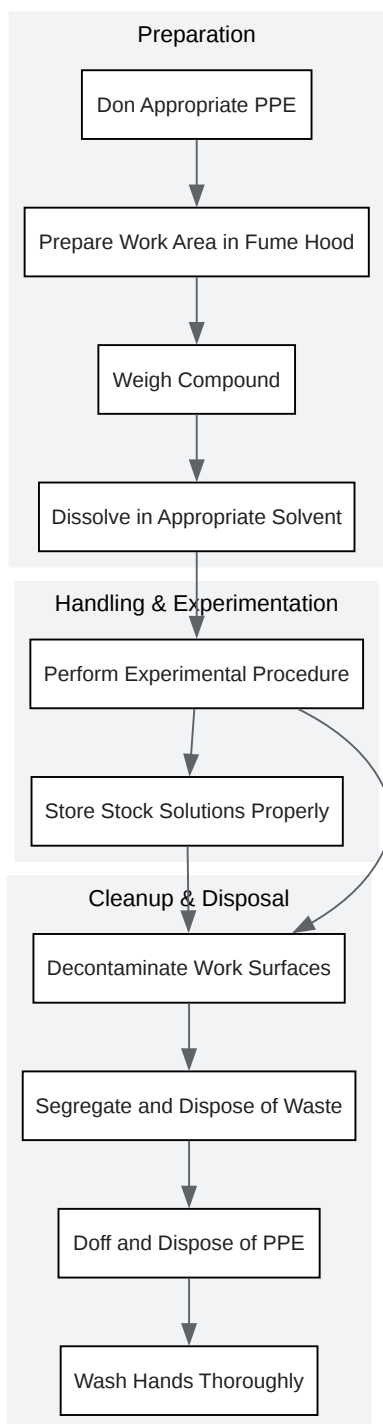 Preparation
Don Appropriate PPE
Prepare Work Area in Fume Hood
Weigh Compound
Dissolve in Appropriate Solvent
Handling & Experimentation
Perform Experimental Procedure
Store Stock Solutions Properly
Cleanup & Disposal
Decontaminate Work Surfaces
Segregate and Dispose of Waste
Doff and Dispose of PPE
Wash Hands Thoroughly